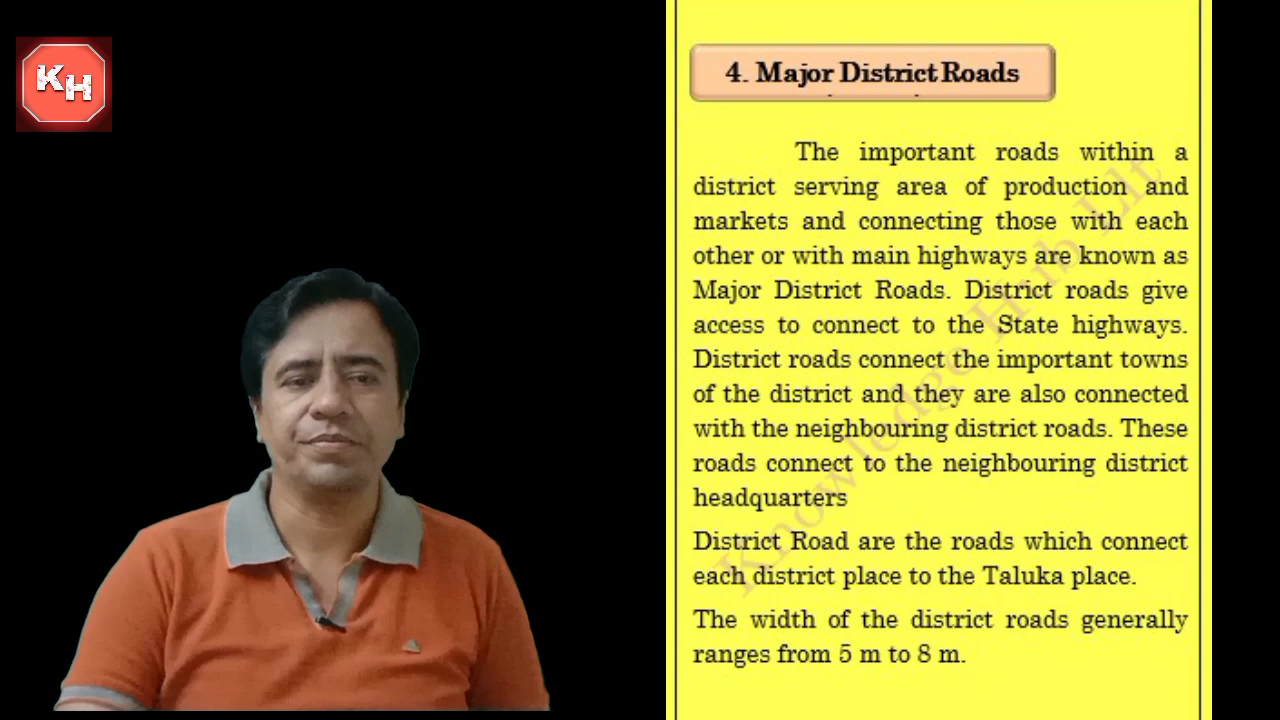 KH
4. Major District Roads
The important roads within a
district serving area of production and
markets and connecting those with each
other or with main highways are known as
Major District Roads. District roads give
access to connect to the State highways.
District roads connect the important towns
of the district and they are also connected
with the neighbouring district roads. These
roads connect to the neighbouring district
headquarters
District Road are the roads which connect
each district place to the Taluka place.
The width of the district roads generally
ranges from 5 m to 8 m.
Knowledge Hub Llt